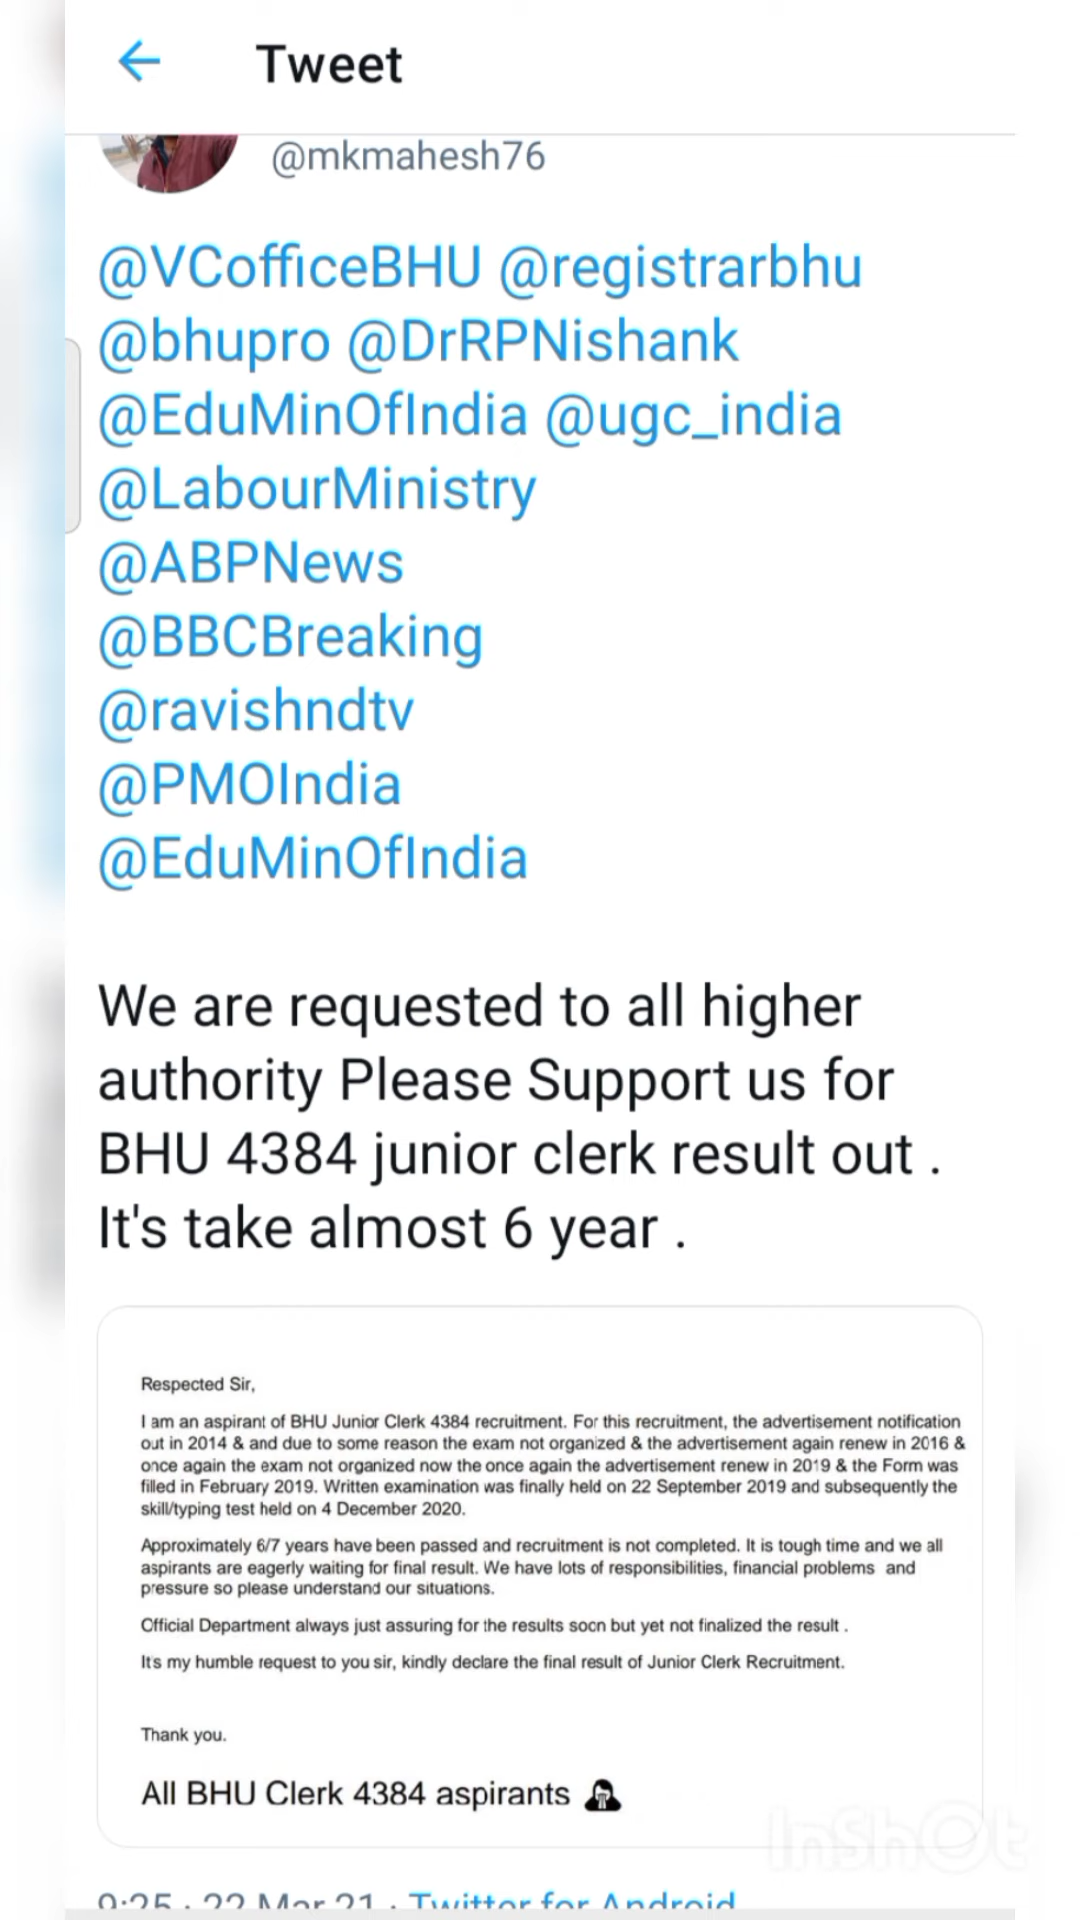 Tweet
@mkmahesh76
@VCofficeBHU @registrarbhu
@bhupro @DrRPNishank
@EduMinOfIndia @ugc_india
@LabourMinistry
@ABPNews
@BBCBreaking
@ravishndtv
@PMOIndia
@EduMinOfIndia
We are requested to all higher
authority Please Support us for
BHU 4384 junior clerk result out .
It's take almost 6 year .
Respected Sir,
I am an aspirant of BHU Junior Clerk 4384 recruitment. For this recruitment, the advertisement notification
out in 2014 & and due to some reason the exam not organized & the advertisement again renew in 2016 &
once again the exam not organized now the once again the advertisement renew in 2019 & the Form was
filled in February 2019. Written examination was finally held on 22 September 2019 and subsequently the
skill/typing test held on 4 December 2020.
Approximately 6/7 years have been passed and recruitment is not completed. It is tough time and we all
aspirants are eagerly waiting for final result. We have lots of responsibilities, financial problems and
pressure so please understand our situations.
Official Department always just assuring for the results soon but yet not finalized the result .
Its my humble request to you sir, kindly declare the final result of Junior Clerk Recruitment.
Thank you.
All BHU Clerk 4384 aspirants
InShOt
9:25 · 22 Mar 21 · Twitter for Android